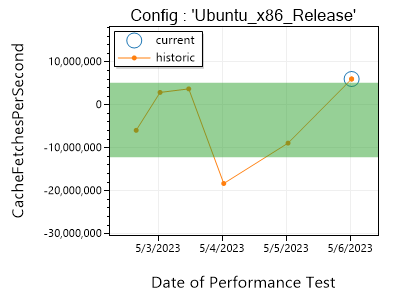 Config : 'Ubuntu_x86_Release'
current
historic
CacheFetchesPerSecond
10,000,000
0
-10,000,000
-20,000,000
-30,000,000
5/3/2023
5/4/2023
5/5/2023
5/6/2023
Date of Performance Test